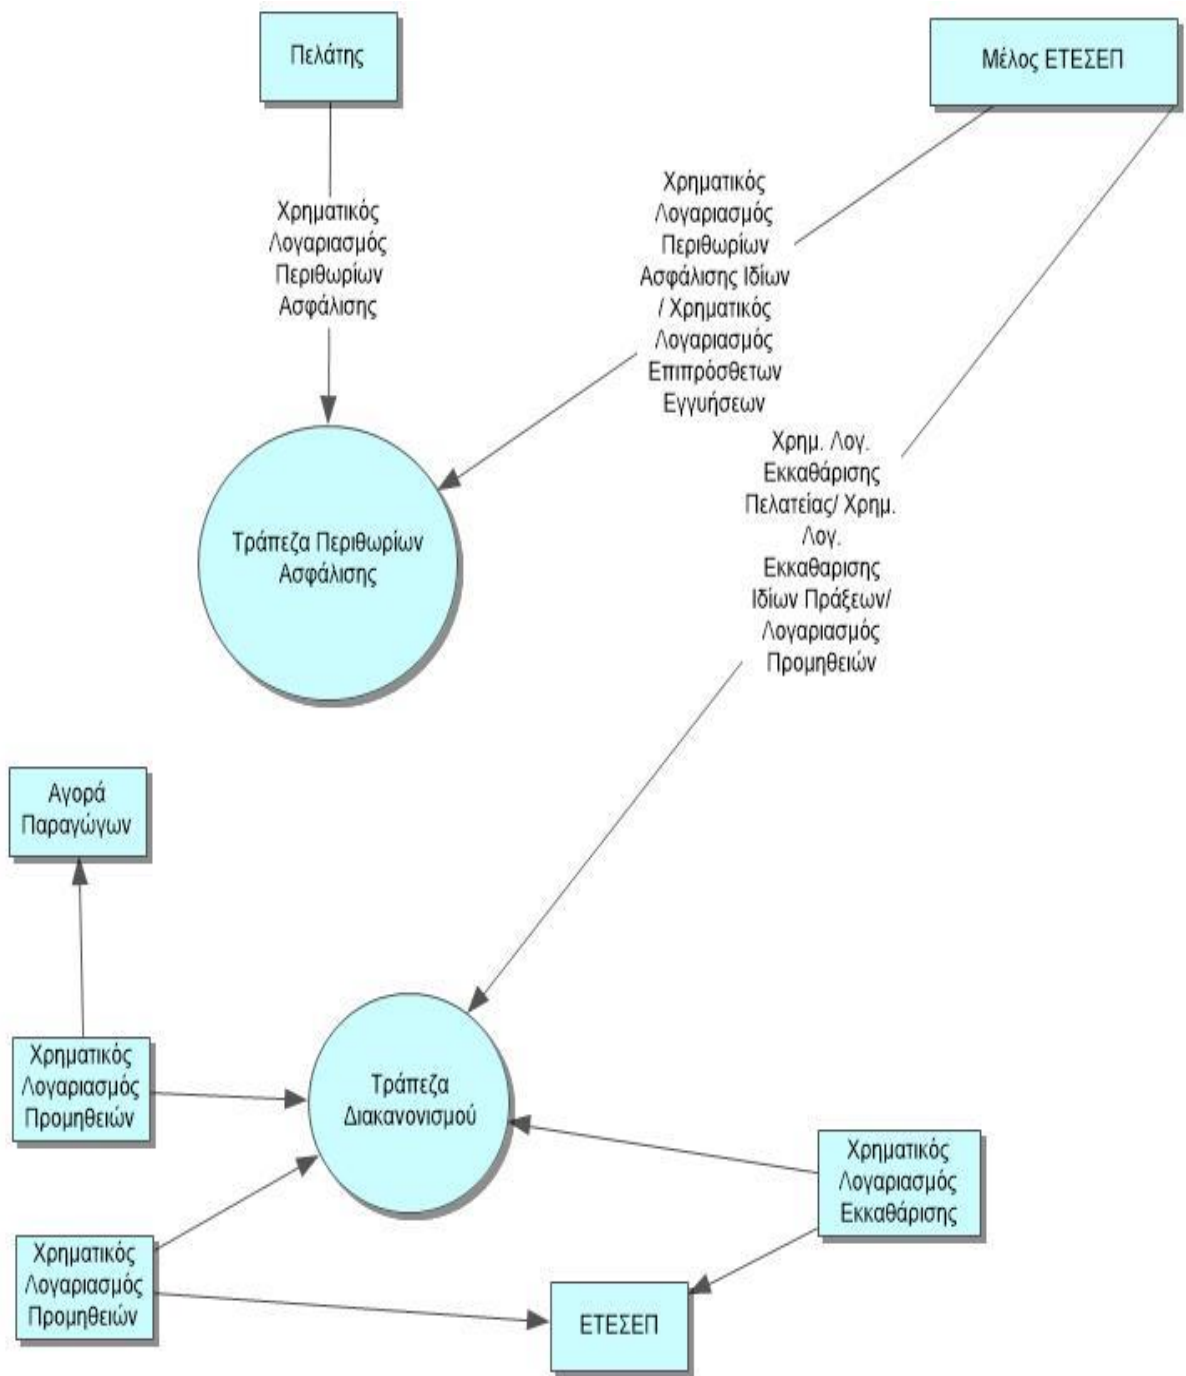 Πελάτης
Μέλος ΕΤΕΣΕΠ
Χρηματικός
Λογαριασμός
Περιθωρίων
Ασφάλισης
Χρηματικός
Λογαριασμός
Περιθωρίων
Ασφάλισης Ιδίων
/ Χρηματικός
Λογαριασμός
Επιπρόσθετων
Εγγυήσεων
Χρημ. Λογ.
Εκκαθάρισης
Πελατείας/ Χρημ.
Λογ.
Εκκαθαρισης
Ιδίων Πράξεων/
Λογαριασμός
Προμηθειών
Τράπεζα Περιθωρίων
Ασφάλισης
Αγορά
Παραγώγων
Χρηματικός
Λογαριασμός
Προμηθειών
Τράπεζα
Διακανονισμού
Χρηματικός
Λογαριασμός
Εκκαθάρισης
Χρηματικός
Λογαριασμός
Προμηθειών
ΕΤΕΣΕΠ